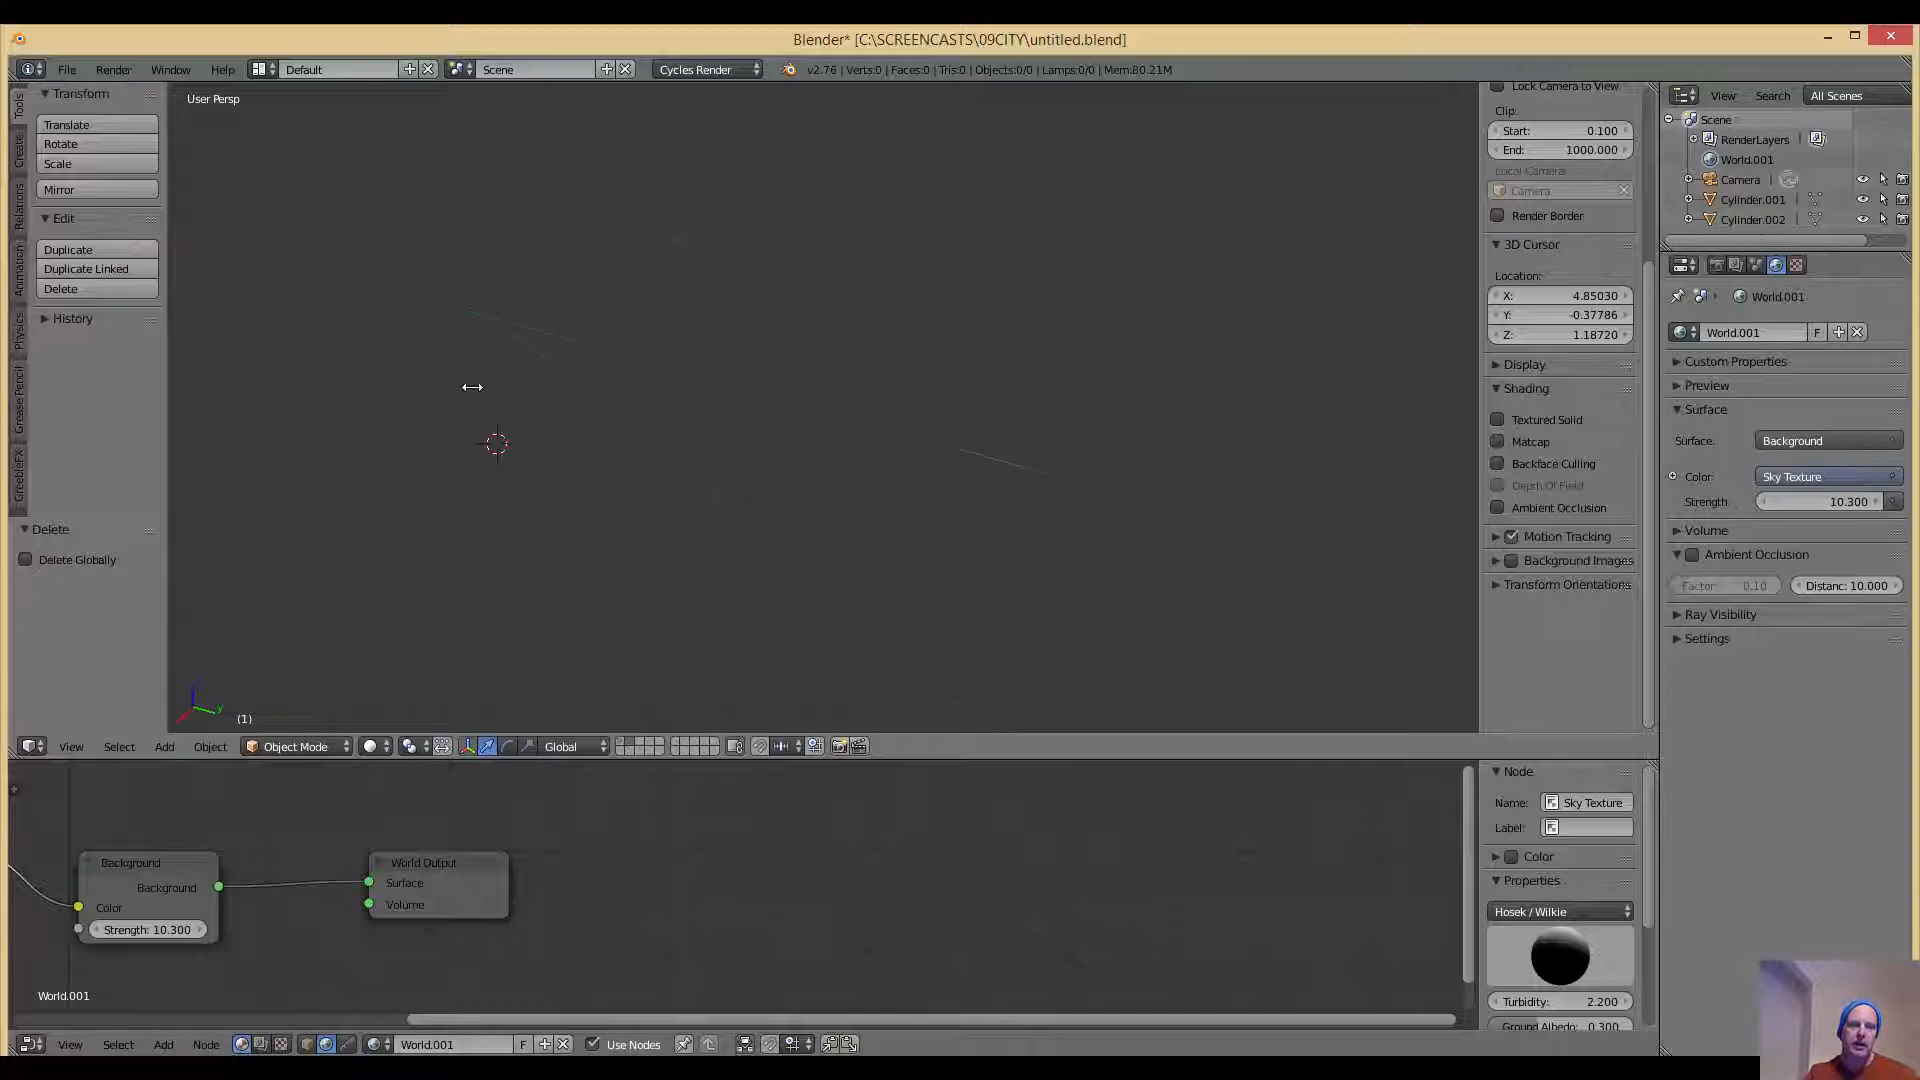 Blender* [C:\SCREENCASTS\09CITY\untitled.blend]
File Render Window Help Default Scene Cycles Render v2.76 | Verts:0 | Faces:0 | Tris:0 | Objects:0/0 | Lamps:0/0 | Mem:80.21M
Tools
Create
Relations
Animation
Physics
Grease Pencil
GreebleFX
Transform
Translate
Rotate
Scale
Mirror
Edit
Duplicate
Duplicate Linked
Delete
History
Delete
Delete Globally
User Persp
(1)
Lock Camera to View
Clip:
Start: 0.100
End: 1000.000
Local Camera
Camera
Render Border
3D Cursor
Location:
X: 4.85030
Y: -0.37786
Z: 1.18720
Display
Shading
Textured Solid
Matcap
Backface Culling
Depth Of Field
Ambient Occlusion
Motion Tracking
Background Images
Transform Orientations
View Search All Scenes
Scene
RenderLayers
World.001
Camera
Cylinder.001
Cylinder.002
World.001
World.001 F
Custom Properties
Preview
Surface
Surface: Background
Color: Sky Texture
Strength: 10.300
Volume
Ambient Occlusion
Factor: 0.10 Distanc: 10.000
Ray Visibility
Settings
View Select Add Object Object Mode Global
Background
Background
Color
Strength: 10.300
World Output
Surface
Volume
World.001
Node
Name: Sky Texture
Label:
Color
Properties
Hosek / Wilkie
Turbidity: 2.200
Ground Albedo: 0.300
View Select Add Node World.001 F Use Nodes